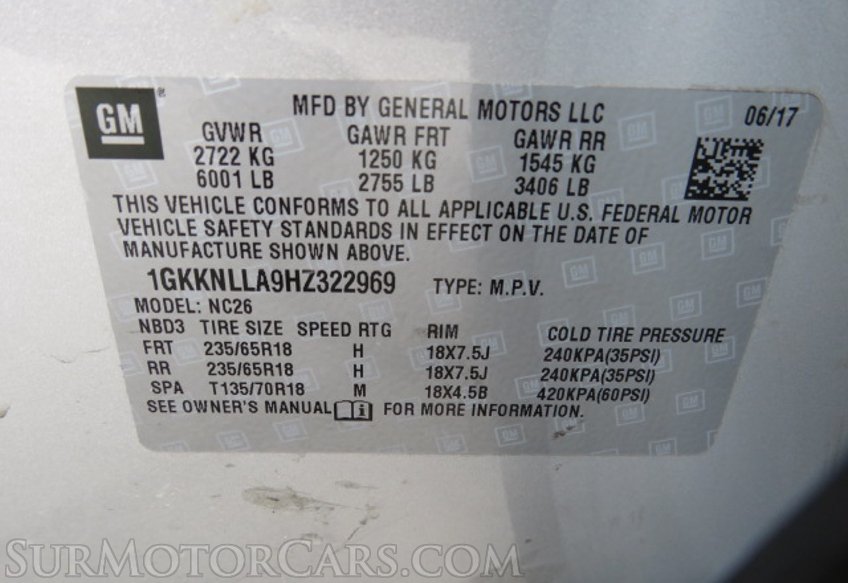 GM ® MFD BY GENERAL MOTORS LLC 06/17
GVWR GAWR FRT GAWR RR
2722 KG 1250 KG 1545 KG
6001 LB 2755 LB 3406 LB
THIS VEHICLE CONFORMS TO ALL APPLICABLE U.S. FEDERAL MOTOR
VEHICLE SAFETY STANDARDS IN EFFECT ON THE DATE OF
MANUFACTURE SHOWN ABOVE.
1GKKNLLA9HZ322969 TYPE: M.P.V.
MODEL: NC26
NBD3 TIRE SIZE SPEED RTG RIM COLD TIRE PRESSURE
FRT 235/65R18 H 18X7.5J 240KPA(35PSI)
RR 235/65R18 H 18X7.5J 240KPA(35PSI)
SPA T135/70R18 M 18X4.5B 420KPA(60PSI)
SEE OWNER'S MANUAL FOR MORE INFORMATION.
SURMOTORCARS.COM